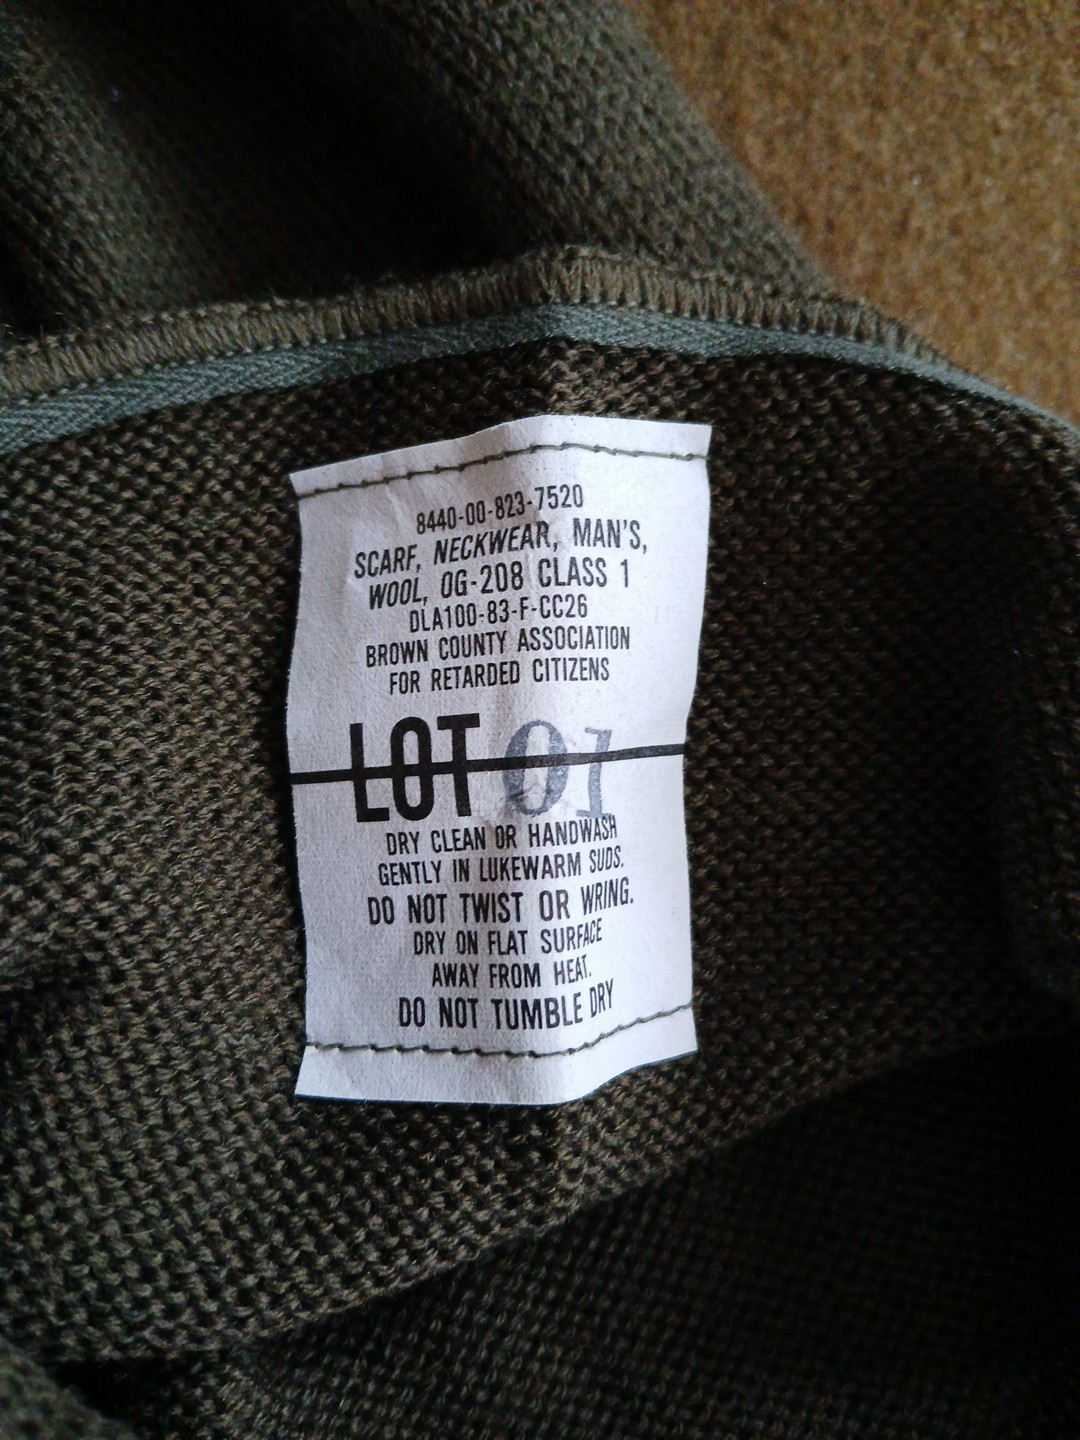 8440-00-823-7520
SCARF, NECKWEAR, MAN'S,
WOOL, OG-208 CLASS 1
DLA100-83-F-CC26
BROWN COUNTY ASSOCIATION
FOR RETARDED CITIZENS
LOT 01
DRY CLEAN OR HANDWASH
GENTLY IN LUKEWARM SUDS.
DO NOT TWIST OR WRING.
DRY ON FLAT SURFACE
AWAY FROM HEAT.
DO NOT TUMBLE DRY